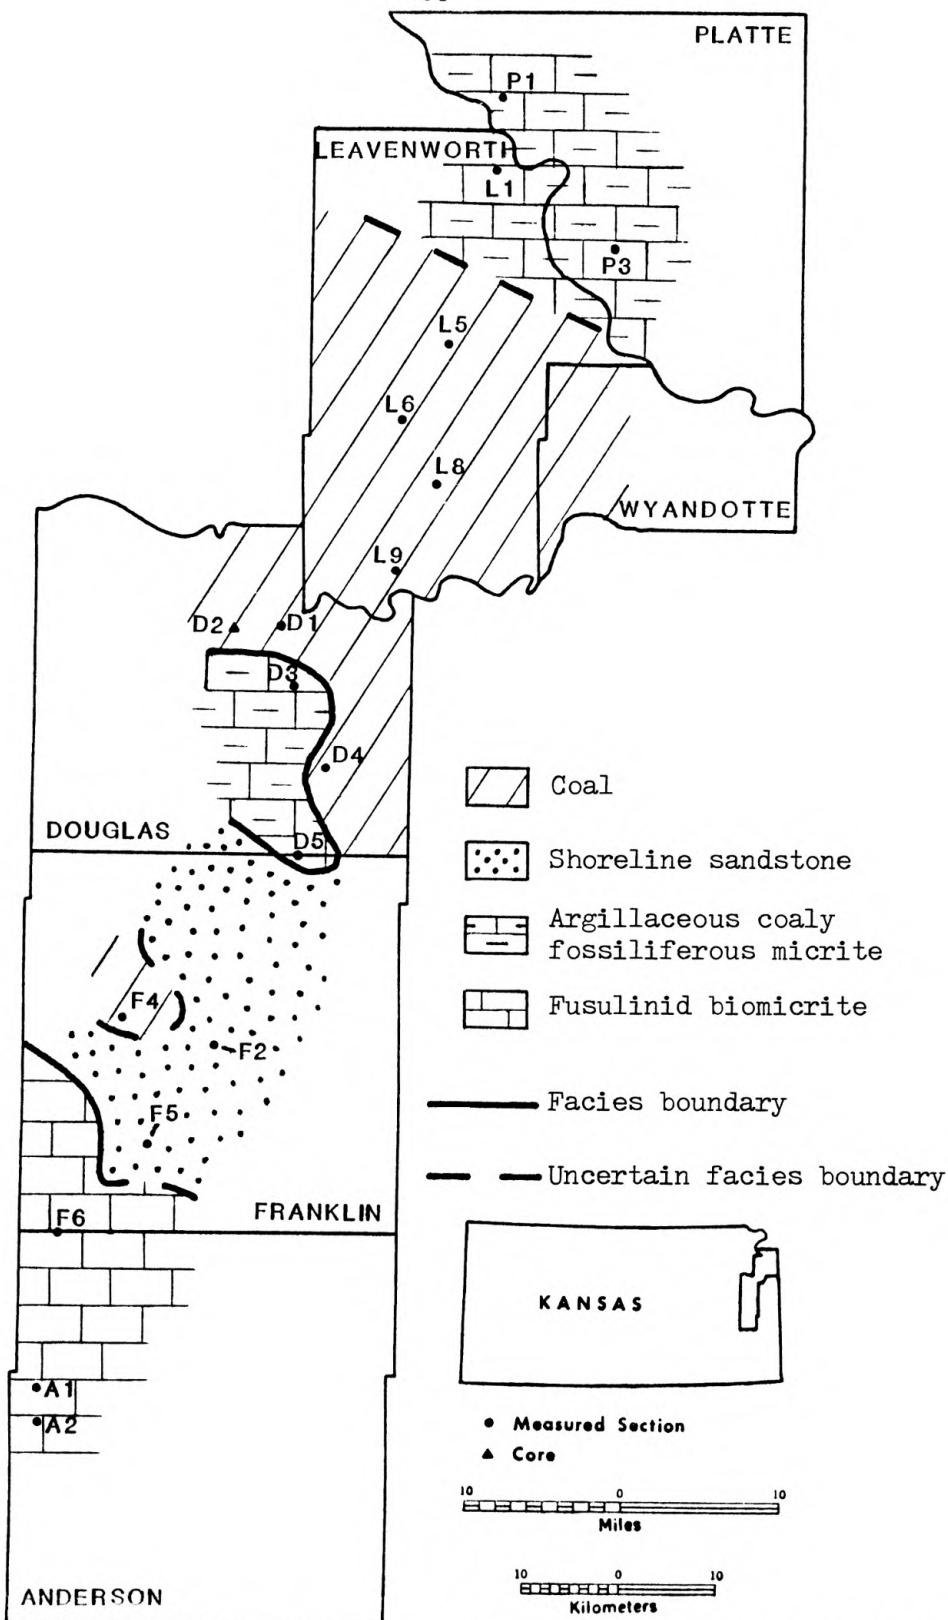 PLATTE
P1
LEAVENWORTH
L1
P3
L5
L6
L8
WYANDOTTE
L9
D2
D1
D3
D4
DOUGLAS
D5
F4
F2
F5
FRANKLIN
F6
A1
A2
ANDERSON
Coal
Shoreline sandstone
Argillaceous coaly
fossiliferous micrite
Fusulinid biomicrite
Facies boundary
Uncertain facies boundary
KANSAS
Measured Section
Core
10 0 10
Miles
10 0 10
Kilometers